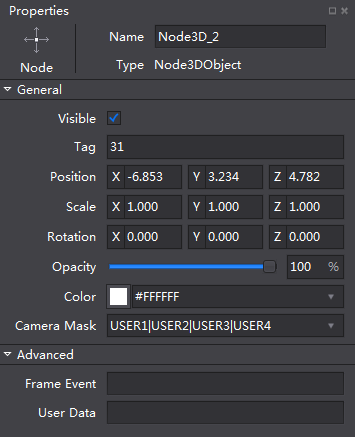 Properties
Name Node3D_2
Node Type Node3DObject
General
Visible
Tag 31
Position X -6.853 Y 3.234 Z 4.782
Scale X 1.000 Y 1.000 Z 1.000
Rotation X 0.000 Y 0.000 Z 0.000
Opacity 100 %
Color #FFFFFF
Camera Mask USER1|USER2|USER3|USER4
Advanced
Frame Event
User Data